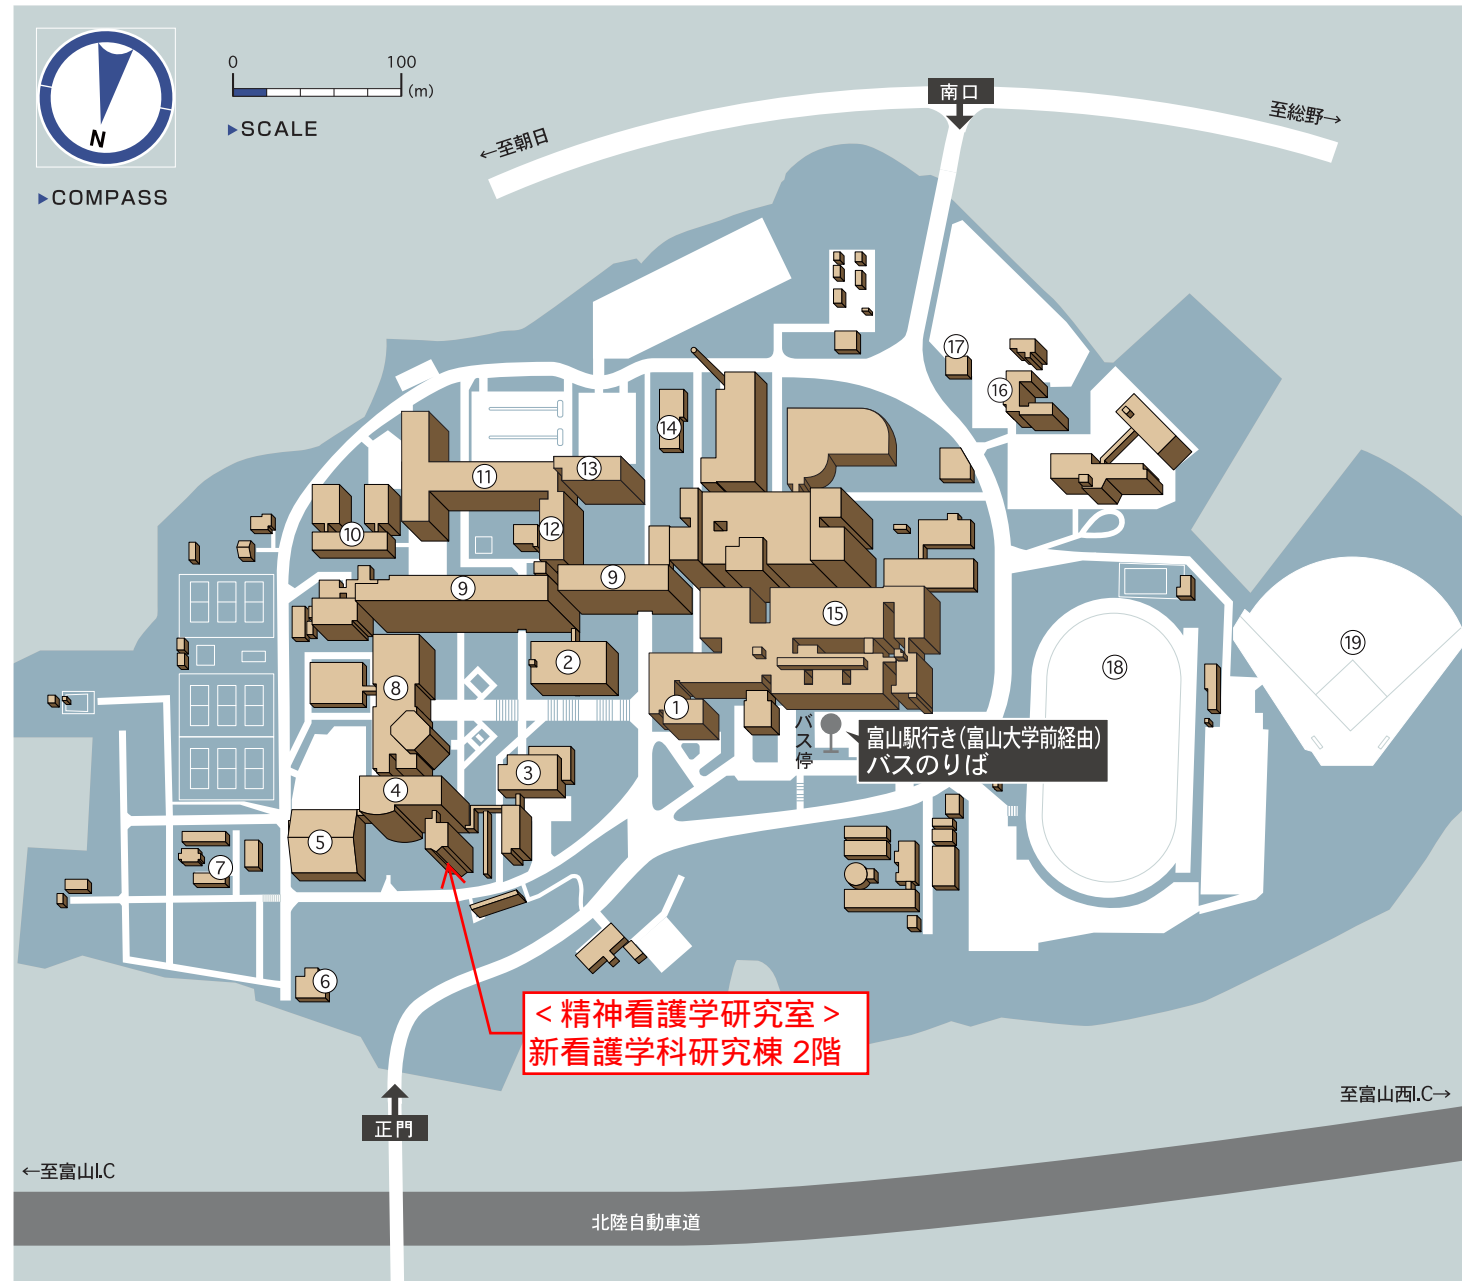 N
▶COMPASS
0 100
(m)
▶SCALE
南口
←至朝日
至総野→
⑰
⑯
⑭
⑬
⑪
⑫
⑩
⑨
⑨
⑮
②
⑱
⑲
⑧
①
バス停
富山駅行き(富山大学前経由)
バスのりば
③
④
⑤
⑦
⑥
<精神看護学研究室>
新看護学科研究棟 2階
正門
至富山西I.C→
←至富山I.C
北陸自動車道